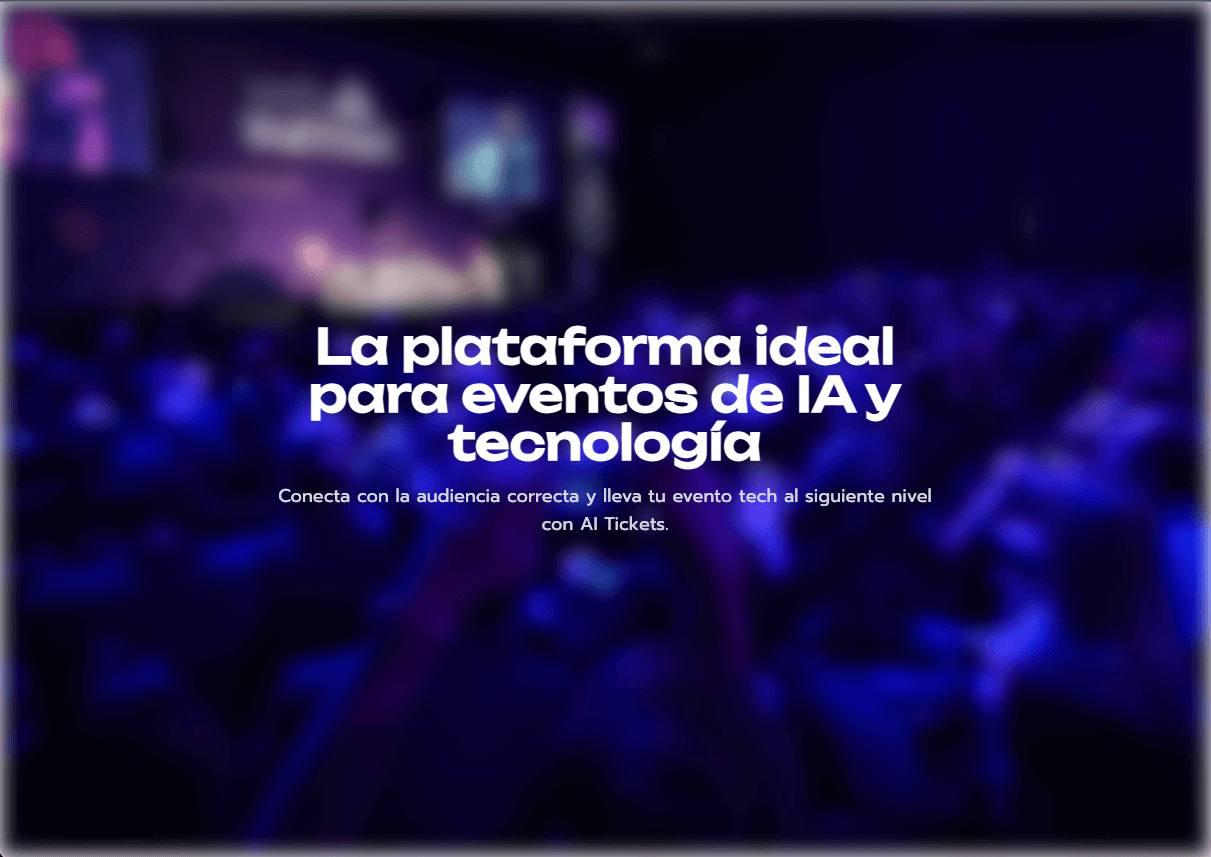 La plataforma ideal
para eventos de IA y
tecnología
Conecta con la audiencia correcta y lleva tu evento tech al siguiente nivel
con AI Tickets.